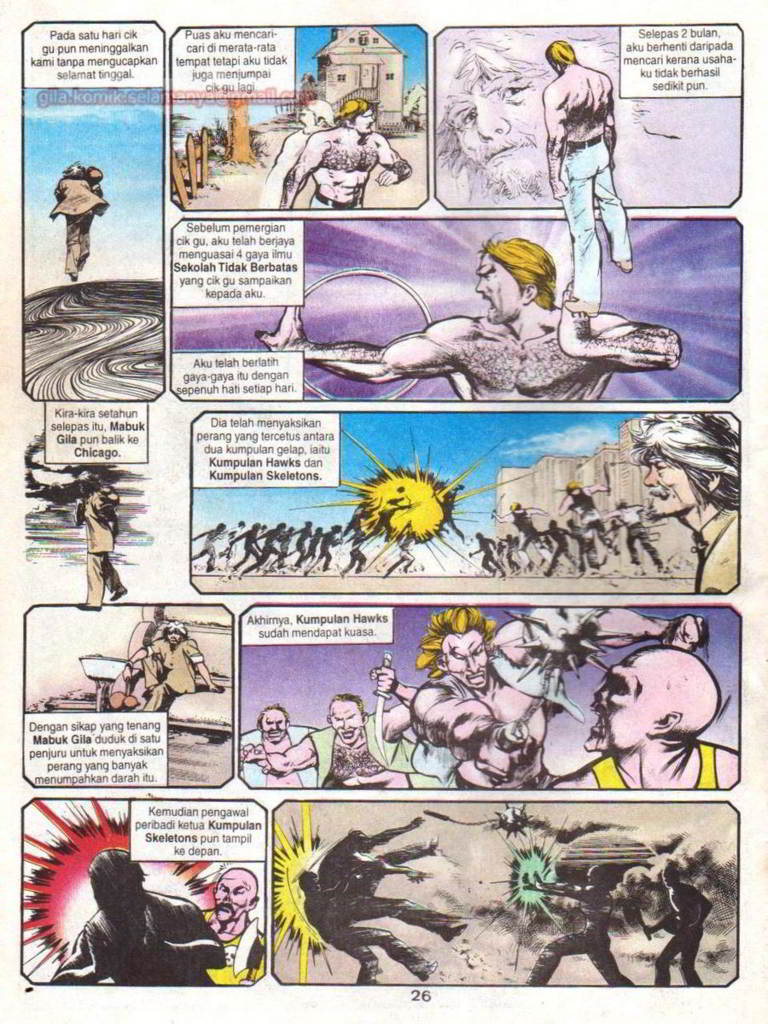 Pada satu hari cik
gu pun meninggalkan
kami tanpa mengucapkan
selamat tinggal.
Puas aku mencari-
cari di merata-rata
tempat tetapi aku tidak
juga menjumpai
cik gu lagi.
Selepas 2 bulan,
aku berhenti daripada
mencari kerana usaha-
ku tidak berhasil
sedikit pun.
Sebelum pemergian
cik gu, aku telah berjaya
menguasai 4 gaya ilmu
Sekolah Tidak Berbatas
yang cik gu sampaikan
kepada aku.
Aku telah berlatih
gaya-gaya itu dengan
sepenuh hati setiap hari.
Kira-kira setahun
selepas itu, Mabuk
Gila pun balik ke
Chicago.
Dia telah menyaksikan
perang yang tercetus antara
dua kumpulan gelap, iaitu
Kumpulan Hawks dan
Kumpulan Skeletons.
Dengan sikap yang tenang
Mabuk Gila duduk di satu
penjuru untuk menyaksikan
perang yang banyak
menumpahkan darah itu.
Akhirnya, Kumpulan Hawks
sudah mendapat kuasa.
Kemudian pengawal
peribadi ketua Kumpulan
Skeletons pun tampil
ke depan.
26